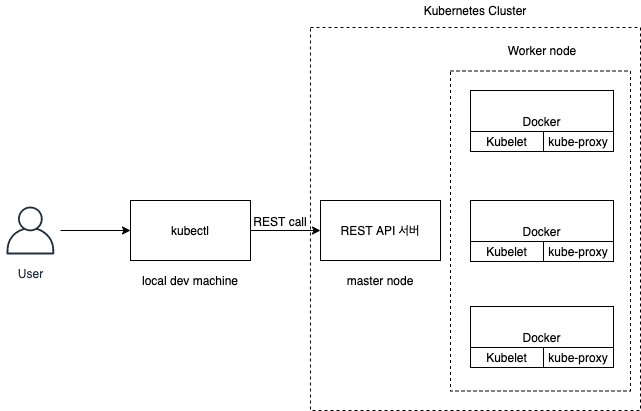 Kubernetes Cluster
Worker node
Docker
Kubelet
kube-proxy
User
kubectl
local dev machine
REST call
REST API 서버
master node
Docker
Kubelet
kube-proxy
Docker
Kubelet
kube-proxy